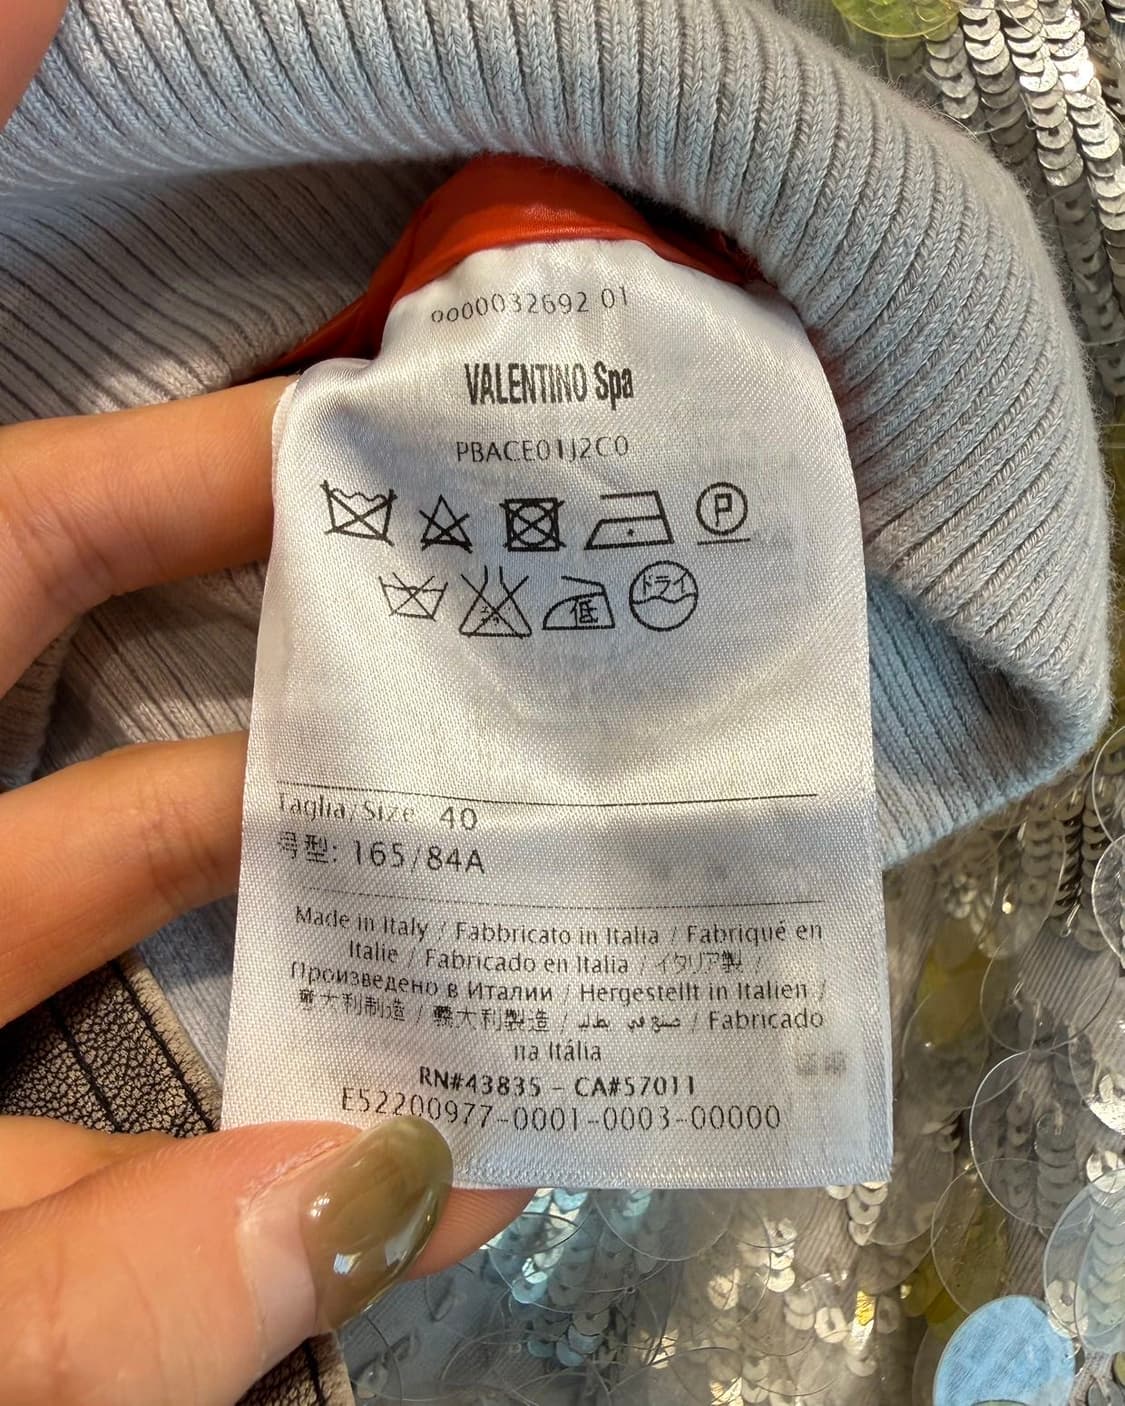 0000032692 01
VALENTINO Spa
PBACE01J2C0
P
低
ドライ
Taglia/Size 40
号型: 165/84A
Made in Italy / Fabbricato in Italia / Fabriqué en
Italie / Fabricado en Italia / イタリア製 /
Произведено в Италии / Hergestellt in Italien /
意大利制造 / 義大利製造 / صنع في / Fabricado
na Itália
RN#43835 - CA#57011
E52200977-0001-0003-00000